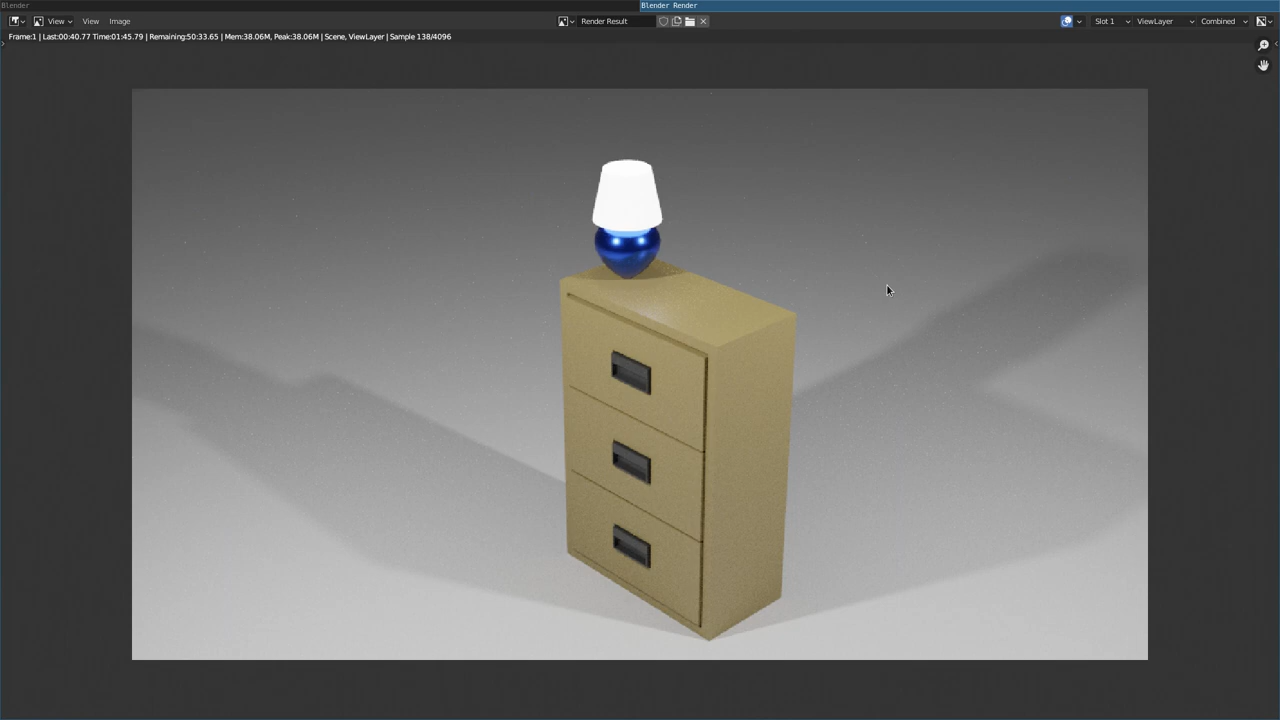 Blender
Blender Render
View
View
Image
Render Result
Slot 1
ViewLayer
Combined
Frame:1 | Last:00:40.77 Time:01:45.79 | Remaining:50:33.65 | Mem:38.06M, Peak:38.06M | Scene, ViewLayer | Sample 138/4096